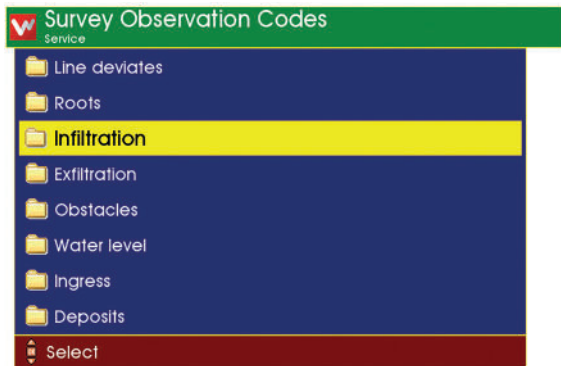 Survey Observation Codes
Service
Line deviates
Roots
Infiltration
Exfiltration
Obstacles
Water level
Ingress
Deposits
Select